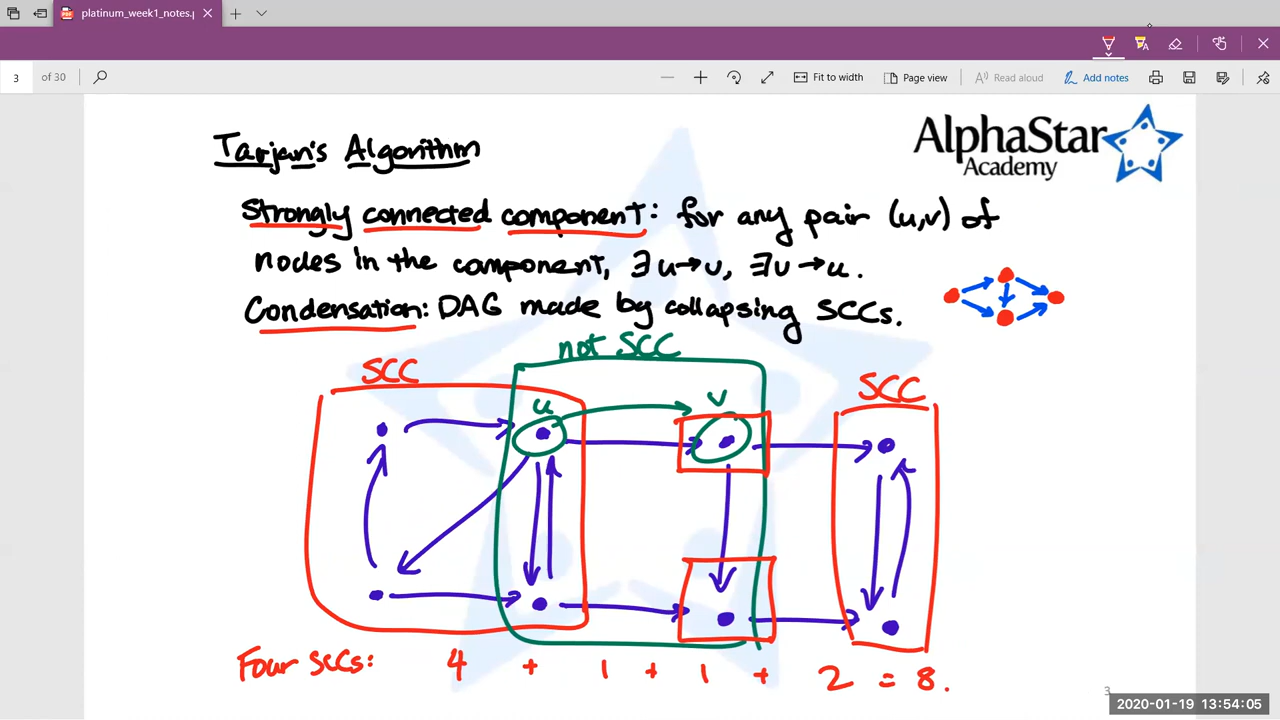 platinum_week1_notes.p
3 of 30
Fit to width
Page view
Read aloud
Add notes
AlphaStar
Academy
Tarjan's Algorithm
Strongly connected component: for any pair (u,v) of
nodes in the component, ∃u→v, ∃v→u.
Condensation: DAG made by collapsing SCCs.
not SCC
SCC
SCC
u
v
Four SCCs: 4 + 1 + 1 + 2 = 8.
3
2020-01-19 13:54:05